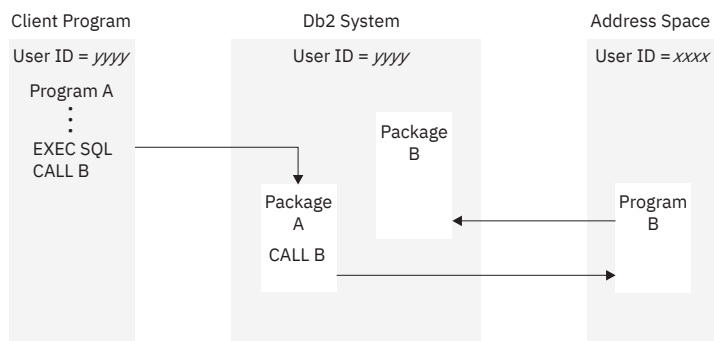 Client Program
User ID = yyyy
Program A
EXEC SQL
CALL B
Db2 System
User ID = yyyy
Package
B
Package
A
CALL B
Address Space
User ID = xxxx
Program
B